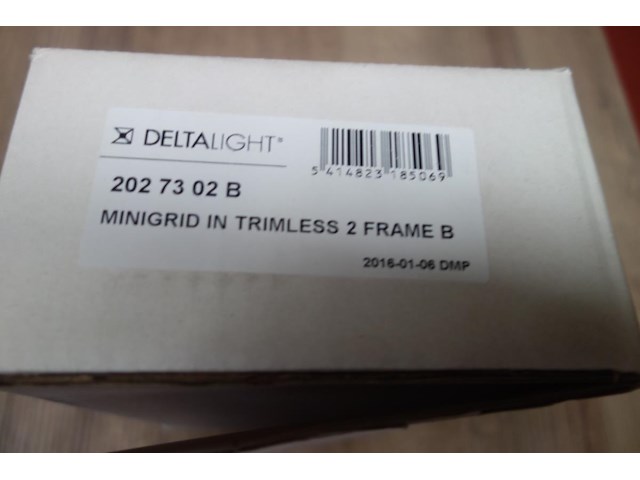 DELTALIGHT®
5 414823 185069
202 73 02 B
MINIGRID IN TRIMLESS 2 FRAME B
2016-01-06 DMP